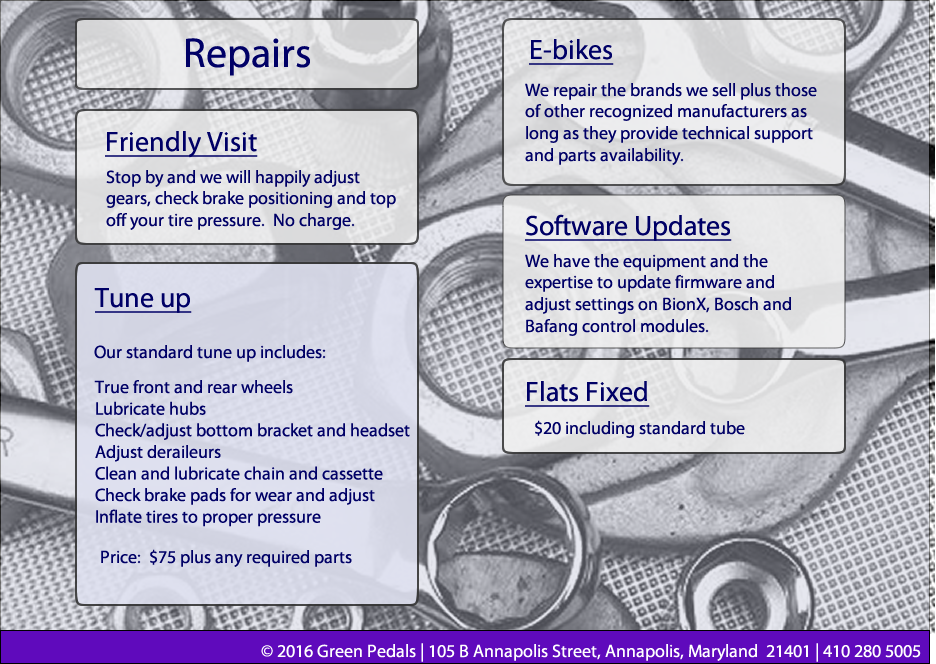 Repairs
Friendly Visit
Stop by and we will happily adjust
gears, check brake positioning and top
off your tire pressure.  No charge.
Tune up
Our standard tune up includes:
True front and rear wheels
Lubricate hubs
Check/adjust bottom bracket and headset
Adjust deraileurs
Clean and lubricate chain and cassette
Check brake pads for wear and adjust
Inflate tires to proper pressure
Price:  $75 plus any required parts
E-bikes
We repair the brands we sell plus those
of other recognized manufacturers as
long as they provide technical support
and parts availability.
Software Updates
We have the equipment and the
expertise to update firmware and
adjust settings on BionX, Bosch and
Bafang control modules.
Flats Fixed
$20 including standard tube
© 2016 Green Pedals | 105 B Annapolis Street, Annapolis, Maryland  21401 | 410 280 5005